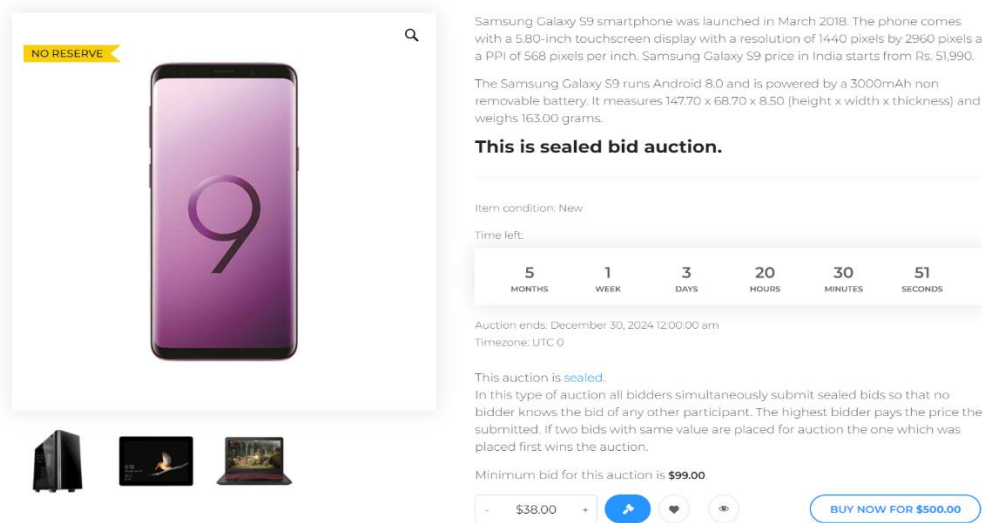 NO RESERVE
9
Samsung Galaxy S9 smartphone was launched in March 2018. The phone comes
with a 5.80-inch touchscreen display with a resolution of 1440 pixels by 2960 pixels a
a PPI of 568 pixels per inch. Samsung Galaxy S9 price in India starts from Rs. 51,990.
The Samsung Galaxy S9 runs Android 8.0 and is powered by a 3000mAh non
removable battery. It measures 147.70 x 68.70 x 8.50 (height x width x thickness) and
weighs 163.00 grams.
This is sealed bid auction.
Item condition: New
Time left:
5 1 3 20 30 51
MONTHS WEEK DAYS HOURS MINUTES SECONDS
Auction ends: December 30, 2024 12:00:00 am
Timezone: UTC 0
This auction is sealed.
In this type of auction all bidders simultaneously submit sealed bids so that no
bidder knows the bid of any other participant. The highest bidder pays the price the
submitted. If two bids with same value are placed for auction the one which was
placed first wins the auction.
Minimum bid for this auction is $99.00.
- $38.00 + BUY NOW FOR $500.00